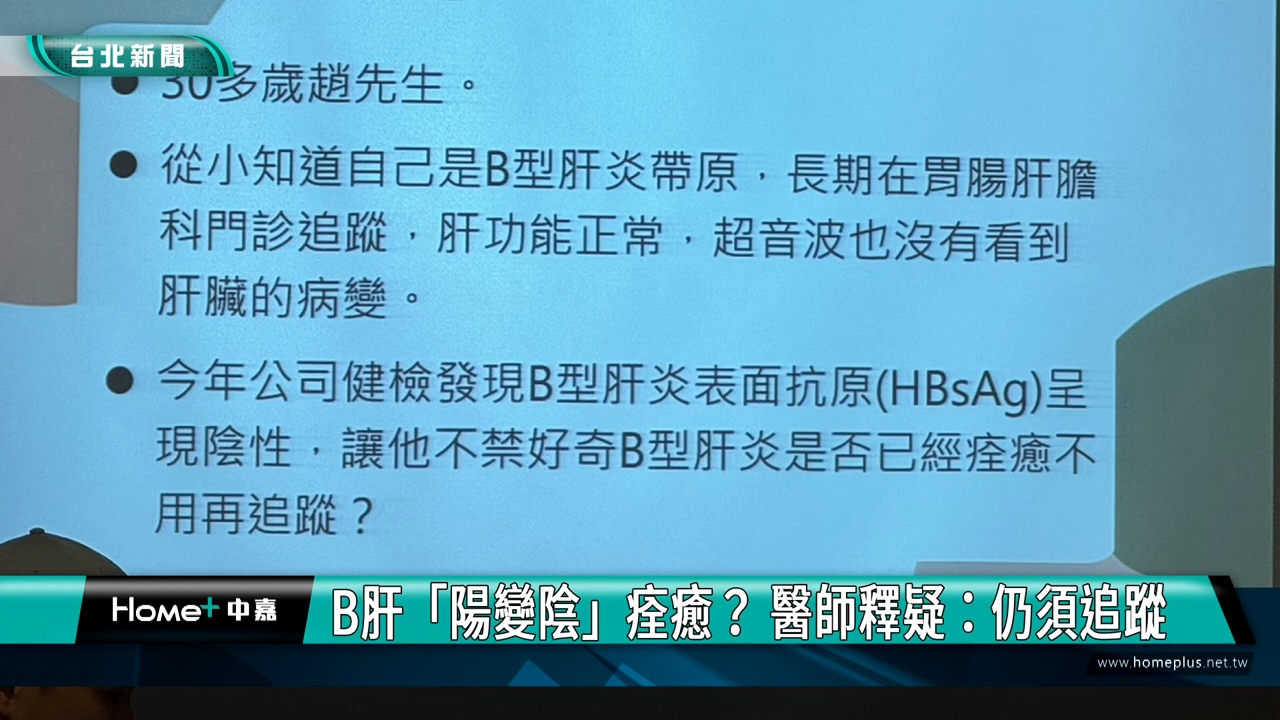 台北新聞
● 30多歲趙先生。
● 從小知道自己是B型肝炎帶原，長期在胃腸肝膽
科門診追蹤，肝功能正常，超音波也沒有看到
肝臟的病變。
● 今年公司健檢發現B型肝炎表面抗原(HBsAg)呈
現陰性，讓他不禁好奇B型肝炎是否已經痊癒不
用再追蹤？
Home+中嘉
B肝「陽變陰」痊癒？ 醫師釋疑：仍須追蹤
www.homeplus.net.tw